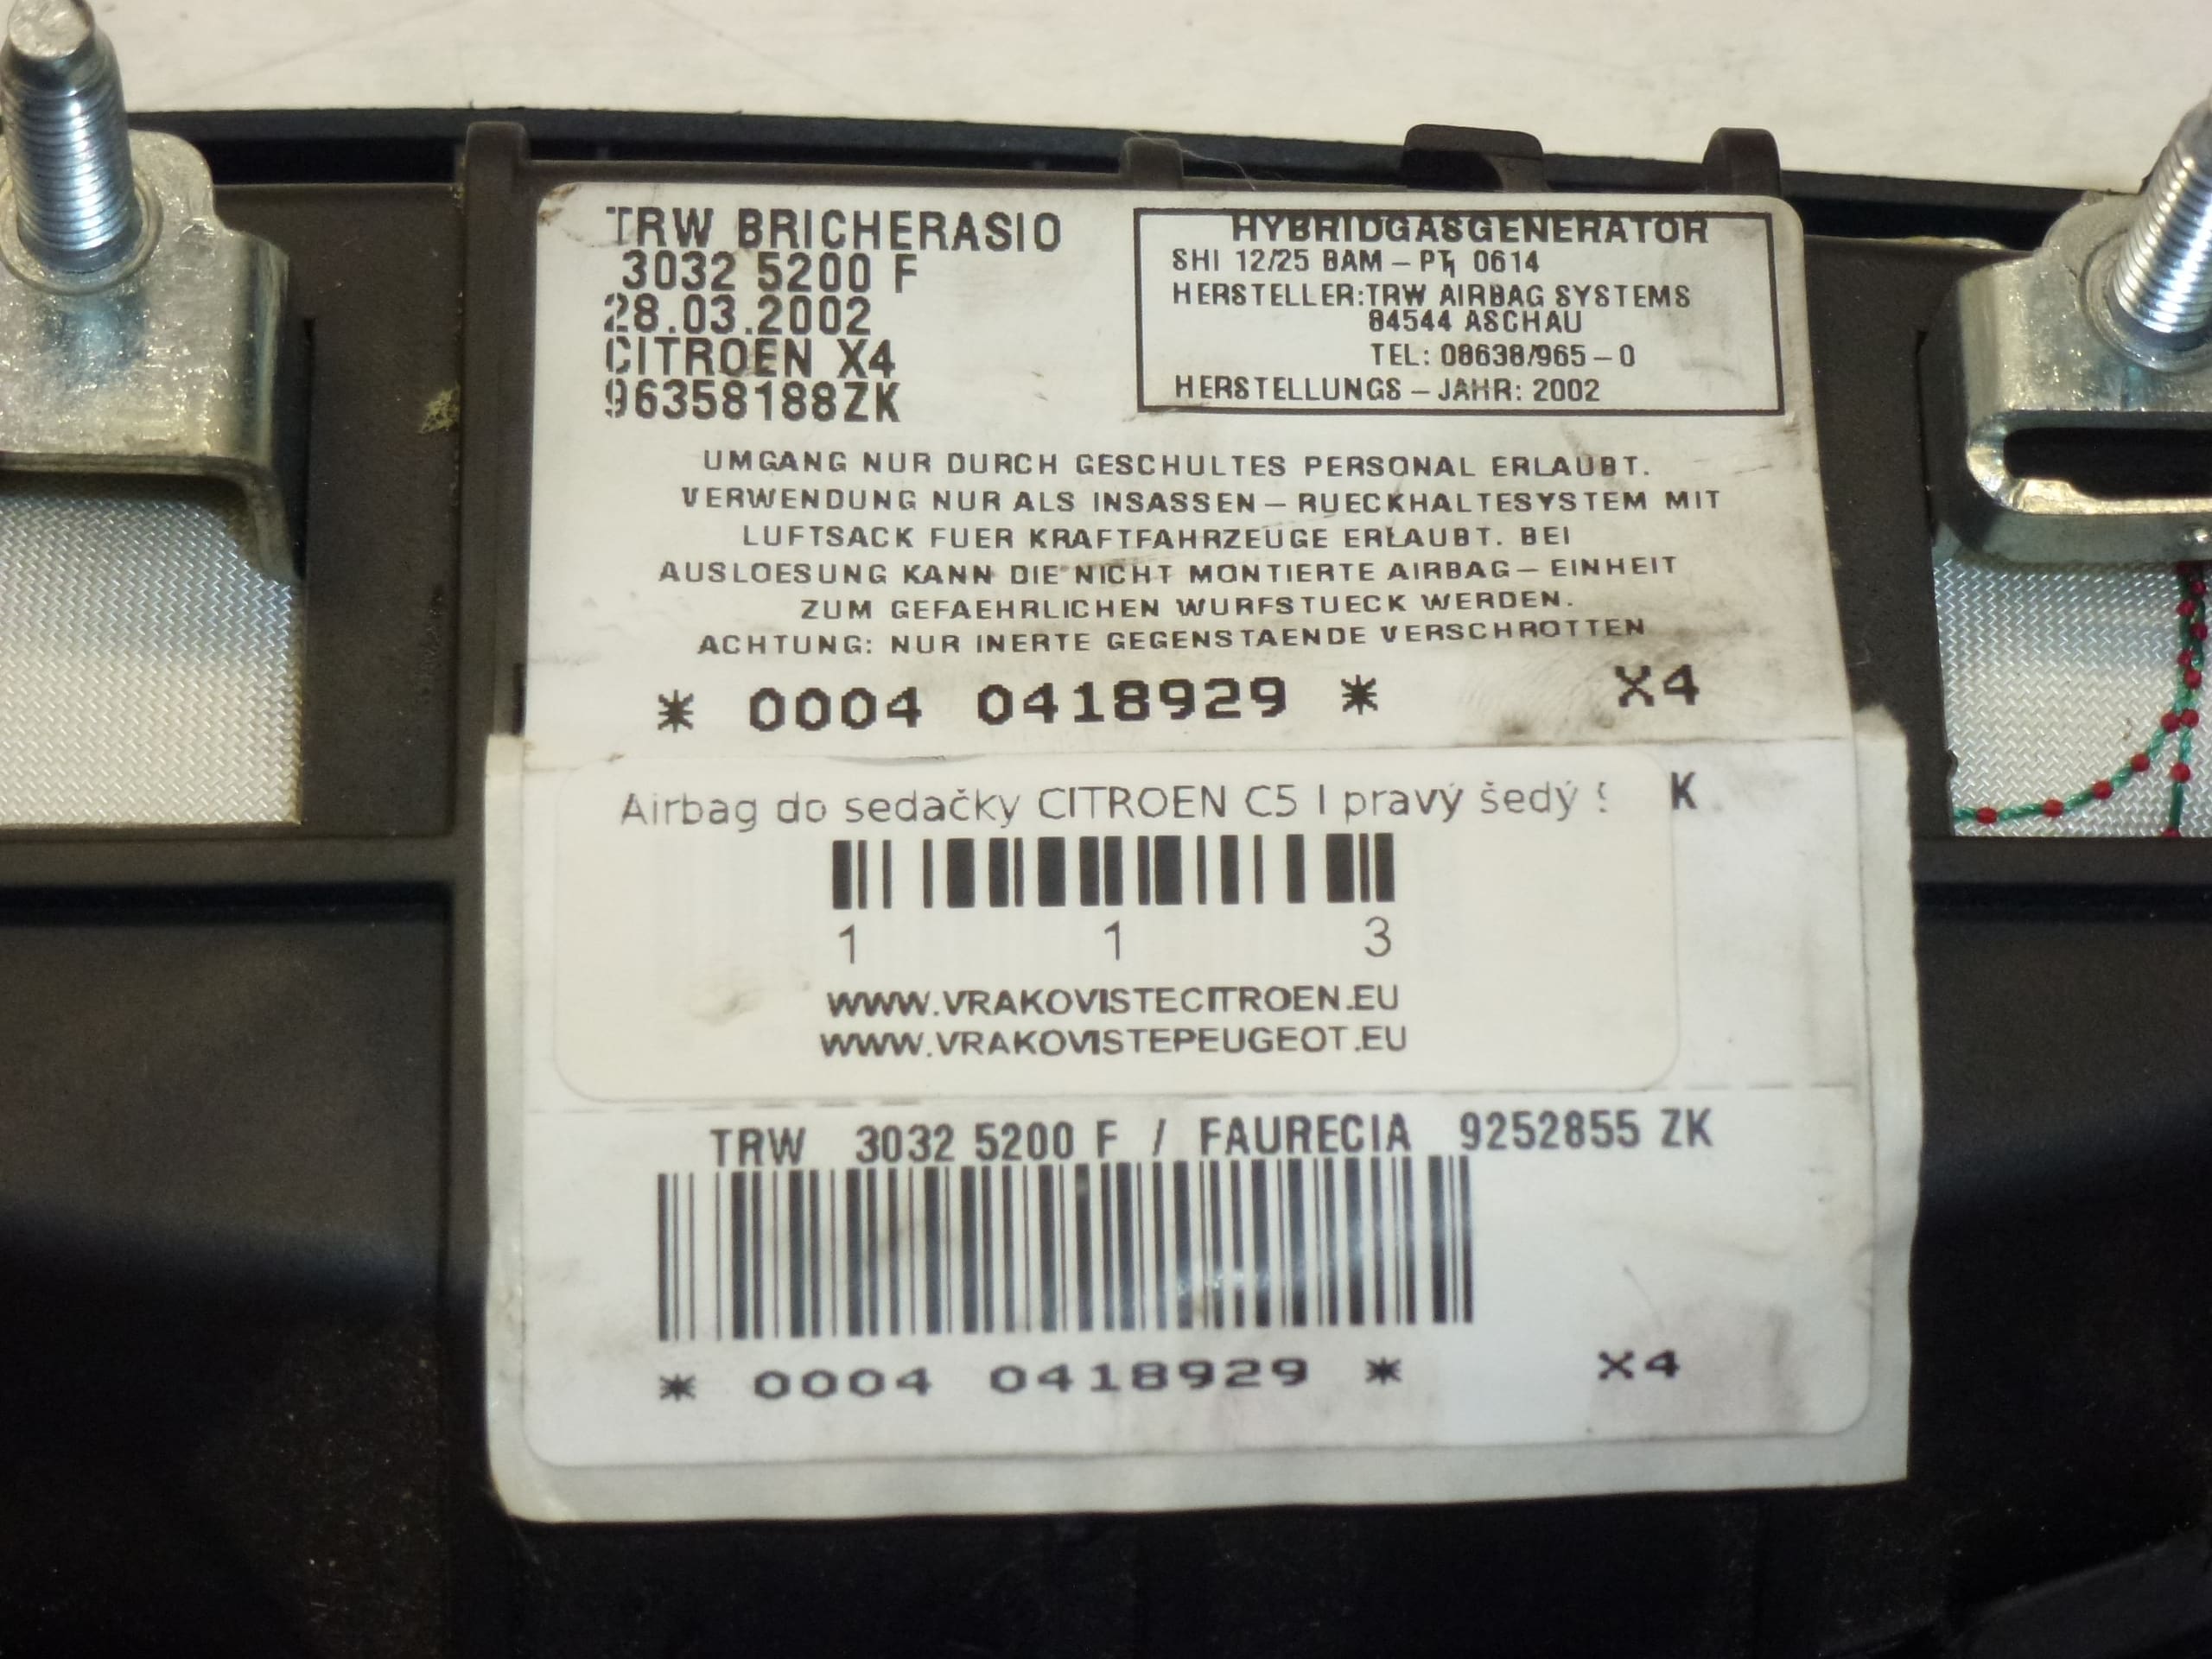 TRW BRICHERASIO
3032 5200 F
28.03.2002
CITROEN X4
96358188ZK
HYBRIDGASGENERATOR
SHI 12/25 BAM – PT1 0614
HERSTELLER:TRW AIRBAG SYSTEMS
84544 ASCHAU
TEL: 08638/965 – 0
HERSTELLUNGS – JAHR: 2002
UMGANG NUR DURCH GESCHULTES PERSONAL ERLAUBT.
VERWENDUNG NUR ALS INSASSEN – RUECKHALTESYSTEM MIT
LUFTSACK FUER KRAFTFAHRZEUGE ERLAUBT. BEI
AUSLOESUNG KANN DIE NICHT MONTIERTE AIRBAG – EINHEIT
ZUM GEFAEHRLICHEN WURFSTUECK WERDEN.
ACHTUNG: NUR INERTE GEGENSTAENDE VERSCHROTTEN
* 0004 0418929 * X4
Airbag do sedačky CITROEN C5 I pravý šedý K
1 1 3
WWW.VRAKOVISTECITROEN.EU
WWW.VRAKOVISTEPEUGEOT.EU
TRW 3032 5200 F / FAURECIA 9252855 ZK
* 0004 0418929 * X4